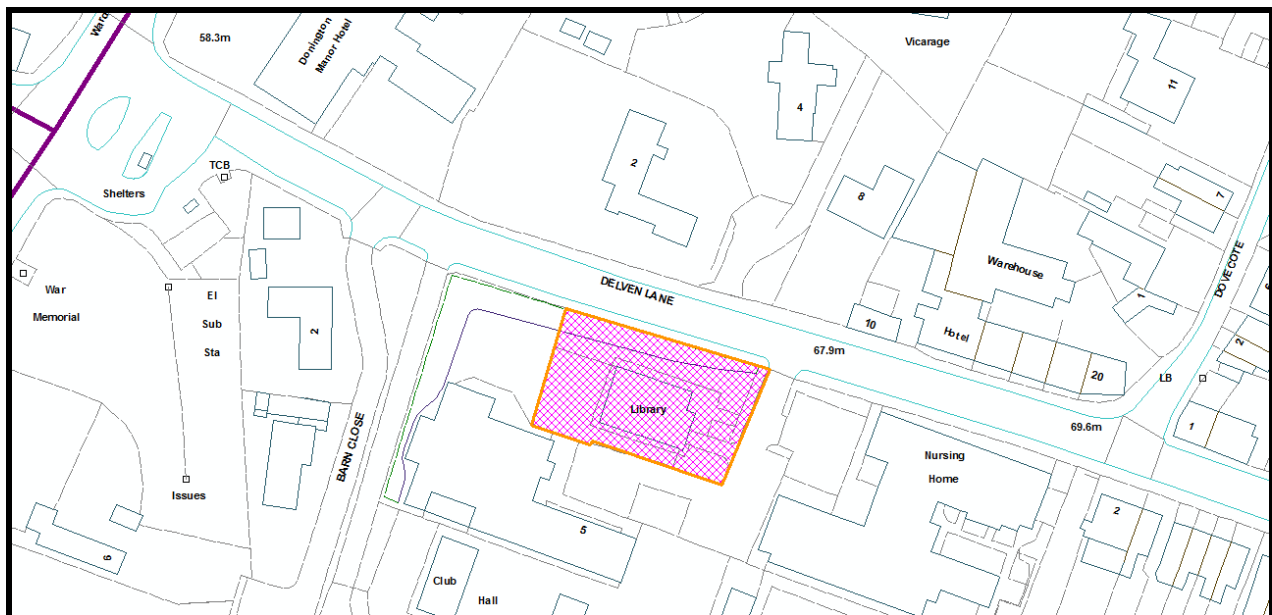 Ward
58.3m
Donington
Manor Hotel
Vicarage
11
4
2
TCB
Shelters
8
7
War
Memorial
El
Sub
Sta
2
DELVEN LANE
Warehouse
DOVECOTE
1
6
10
Hotel
67.9m
20
2
LB
Library
69.6m
1
BARN CLOSE
Nursing
Home
Issues
2
5
6
Club
Hall